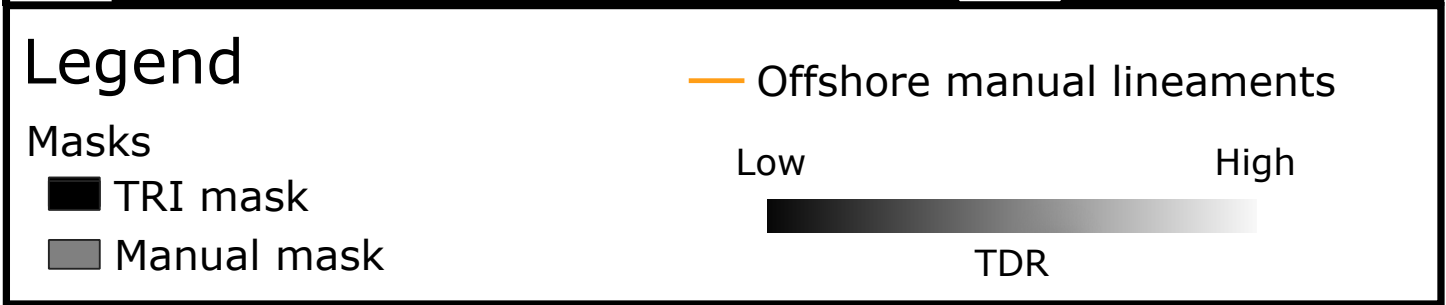 Legend
Masks
TRI mask
Manual mask
Offshore manual lineaments
Low High
TDR